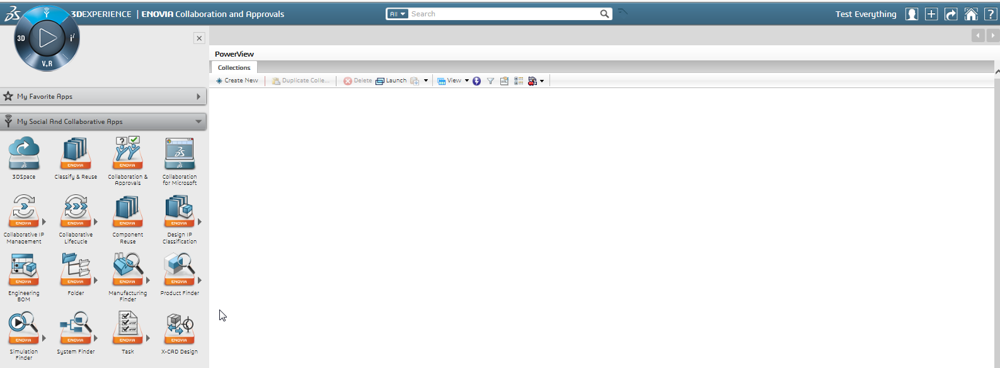 3DEXPERIENCE | ENOVIA Collaboration and Approvals
All
Search
Test Everything
3D
V.R
PowerView
Collections
Create New
Duplicate Colle...
Delete
Launch
View
My Favorite Apps
My Social And Collaborative Apps
3DSpace
ENOVIA
Classify & Reuse
ENOVIA
Collaboration &
Approvals
Collaboration
for Microsoft
ENOVIA
Collaborative IP
Management
ENOVIA
Collaborative
Lifecycle
ENOVIA
Component
Reuse
ENOVIA
Design IP
Classification
ENOVIA
Engineering
BOM
ENOVIA
Folder
ENOVIA
Manufacturing
Finder
ENOVIA
Product Finder
ENOVIA
Simulation
Finder
ENOVIA
System Finder
ENOVIA
Task
ENOVIA
X-CAD Design